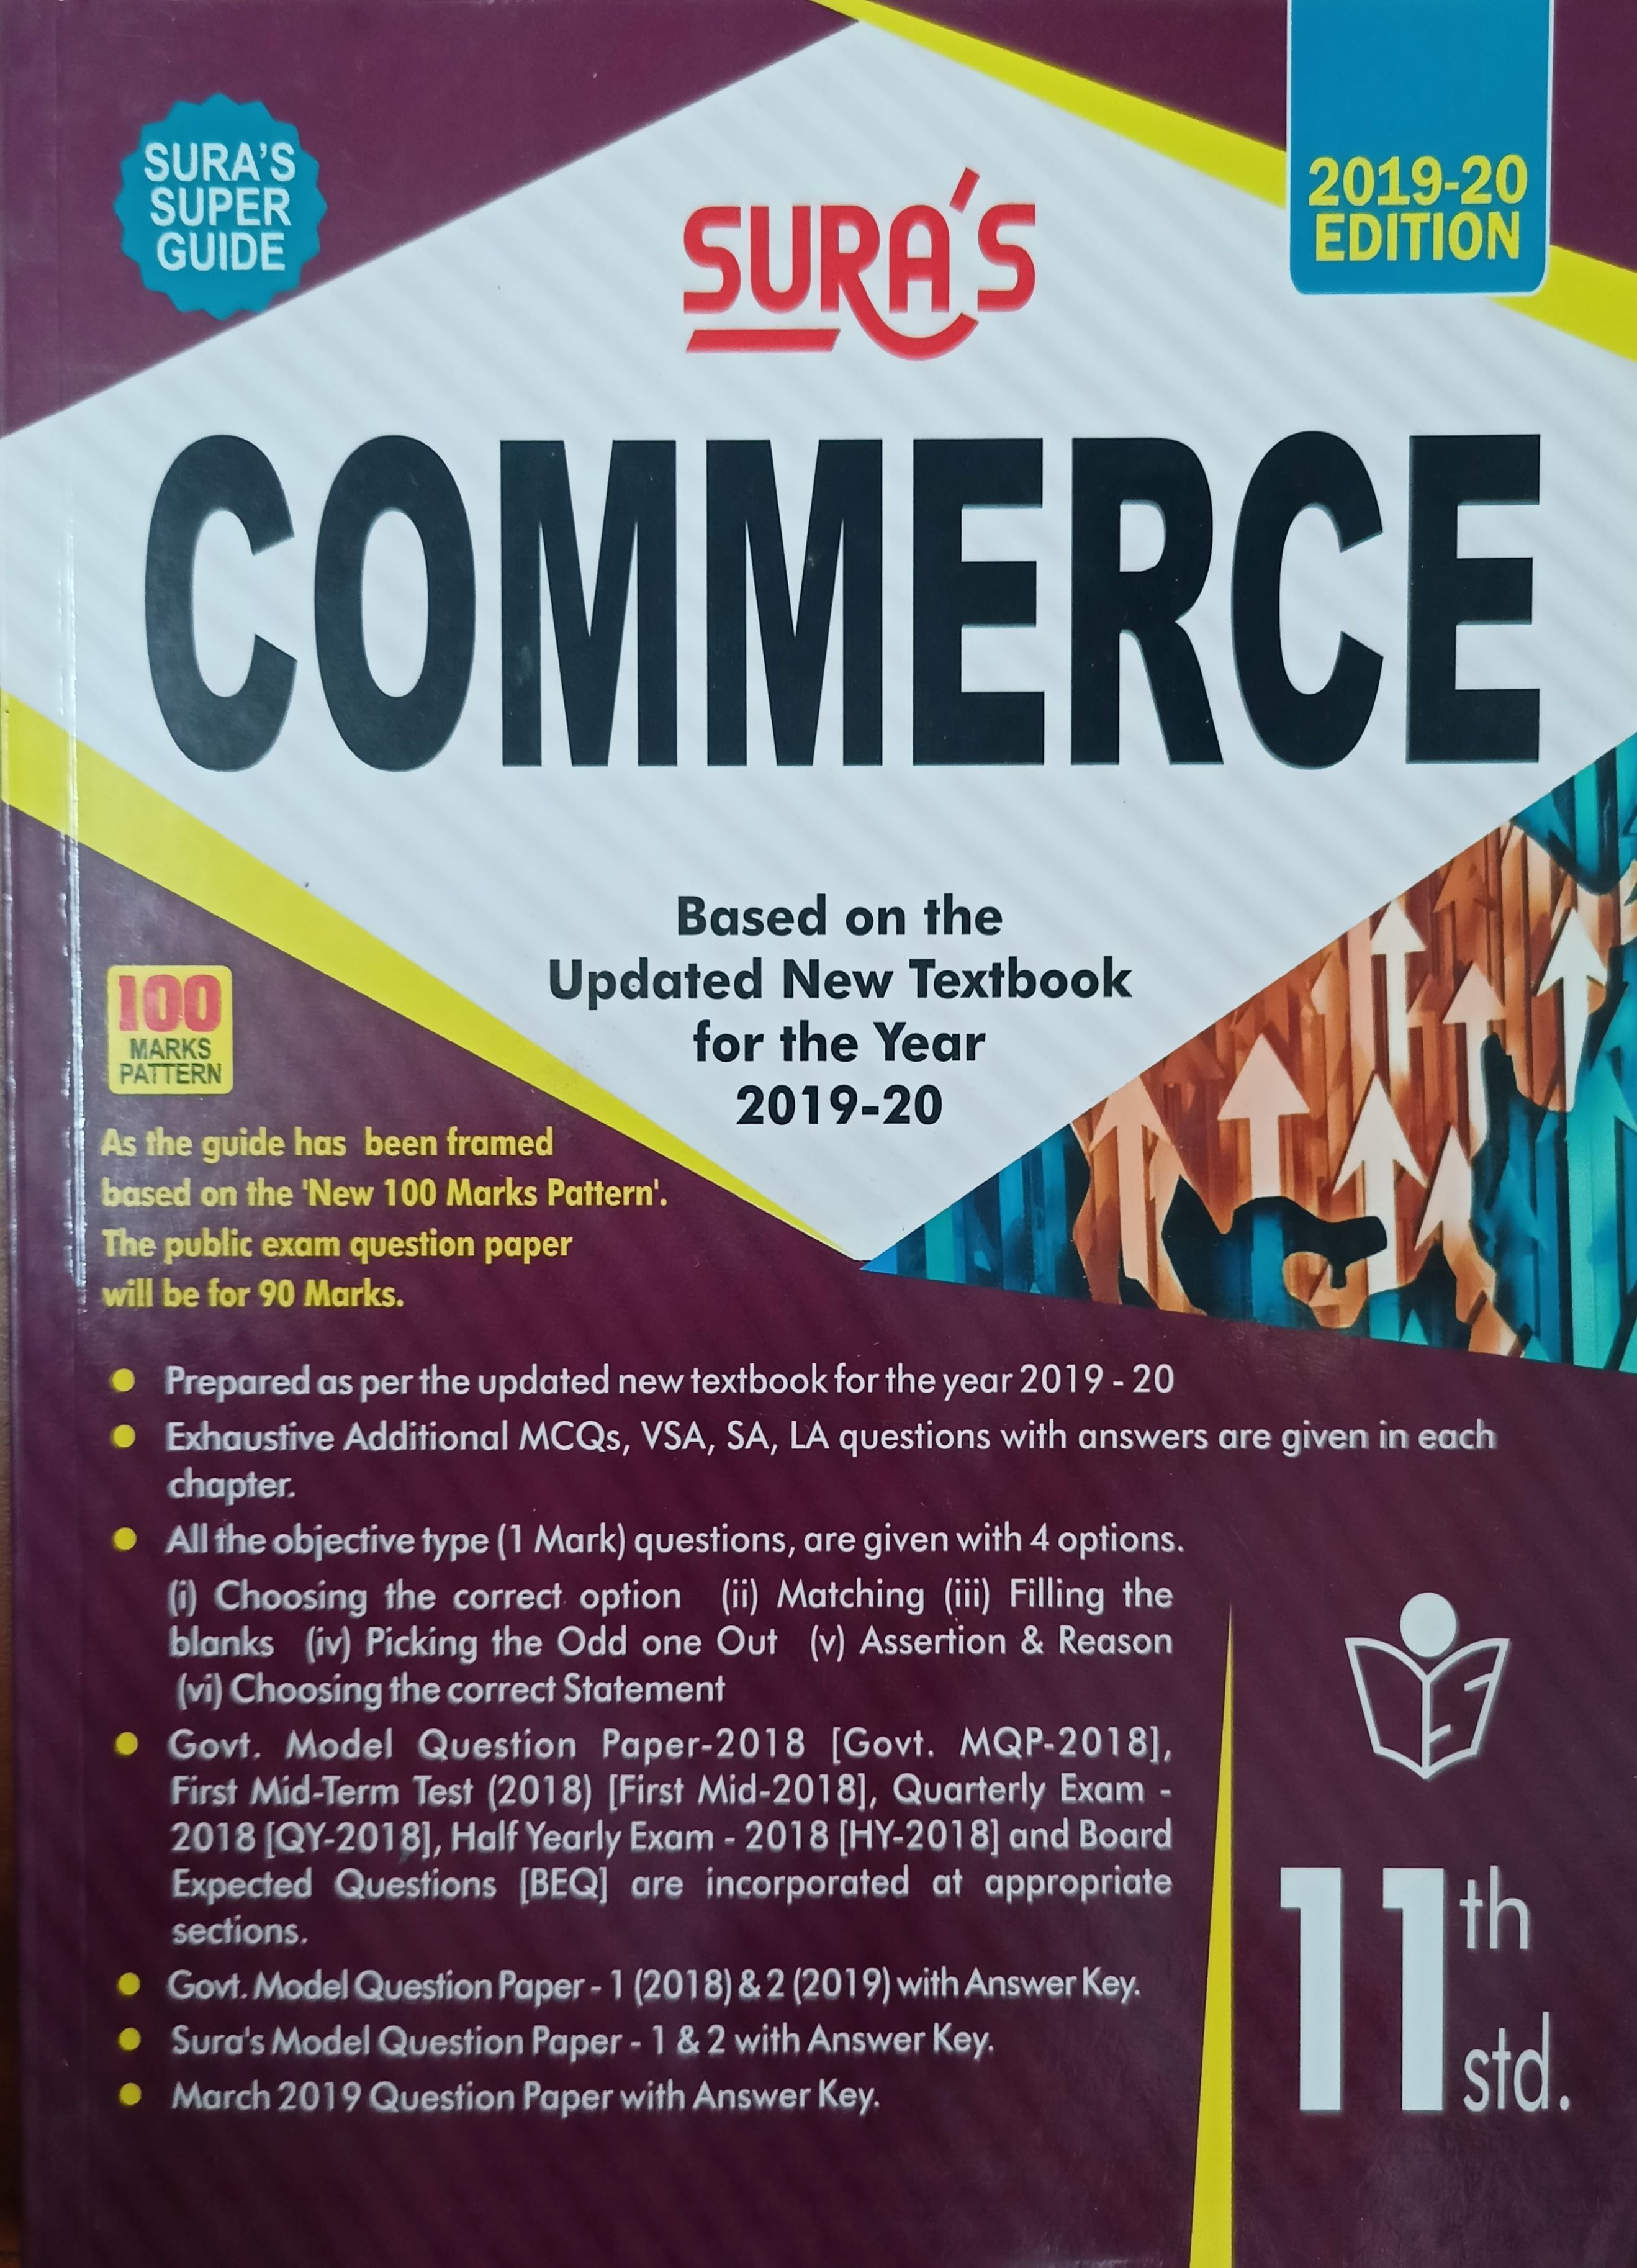 SURA'S
SUPER
GUIDE
2019-20
EDITION
SURA'S
COMMERCE
Based on the
Updated New Textbook
for the Year
2019-20
100
MARKS
PATTERN
As the guide has been framed
based on the 'New 100 Marks Pattern'.
The public exam question paper
will be for 90 Marks.
Prepared as per the updated new textbook for the year 2019 - 20
Exhaustive Additional MCQs, VSA, SA, LA questions with answers are given in each
chapter.
All the objective type (1 Mark) questions, are given with 4 options.
(i) Choosing the correct option (ii) Matching (iii) Filling the
blanks (iv) Picking the Odd one Out (v) Assertion & Reason
(vi) Choosing the correct Statement
Govt. Model Question Paper-2018 [Govt. MQP-2018],
First Mid-Term Test (2018) [First Mid-2018], Quarterly Exam -
2018 [QY-2018], Half Yearly Exam - 2018 [HY-2018] and Board
Expected Questions [BEQ] are incorporated at appropriate
sections.
Govt. Model Question Paper - 1 (2018) & 2 (2019) with Answer Key.
Sura's Model Question Paper - 1 & 2 with Answer Key.
March 2019 Question Paper with Answer Key.
11th
std.